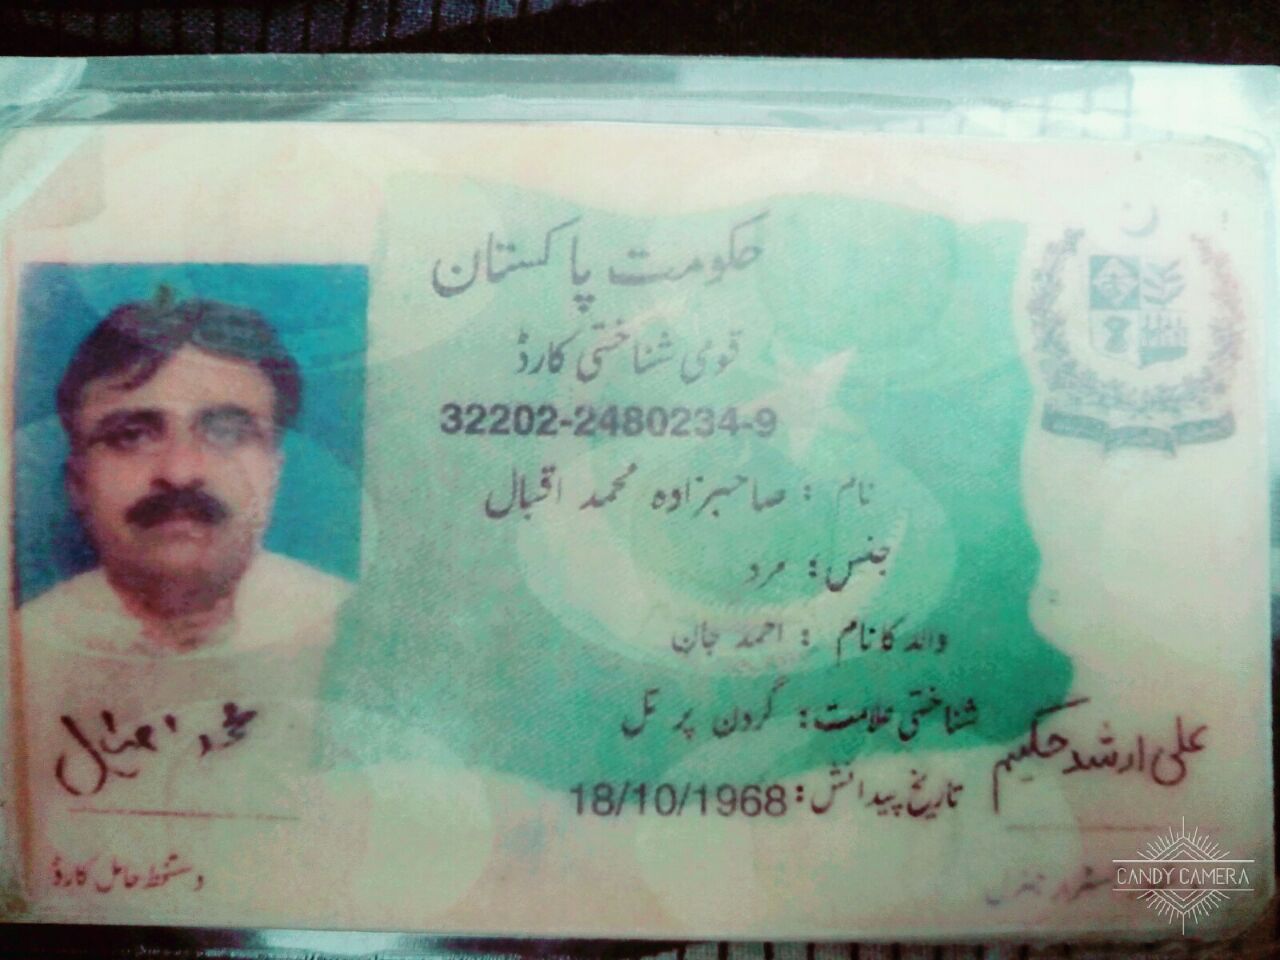 حکومت پاکستان
قومی شناختی کارڈ
32202-2480234-9
نام : صاحبزادہ محمد اقبال
جنس: مرد
والد کا نام : احمد جان
شناختی علامت: گردن پر تل
تاریخ پیدائش: 18/10/1968
محمد اقبال
علی ارشد حکیم
دستخط حامل کارڈ
CANDY CAMERA